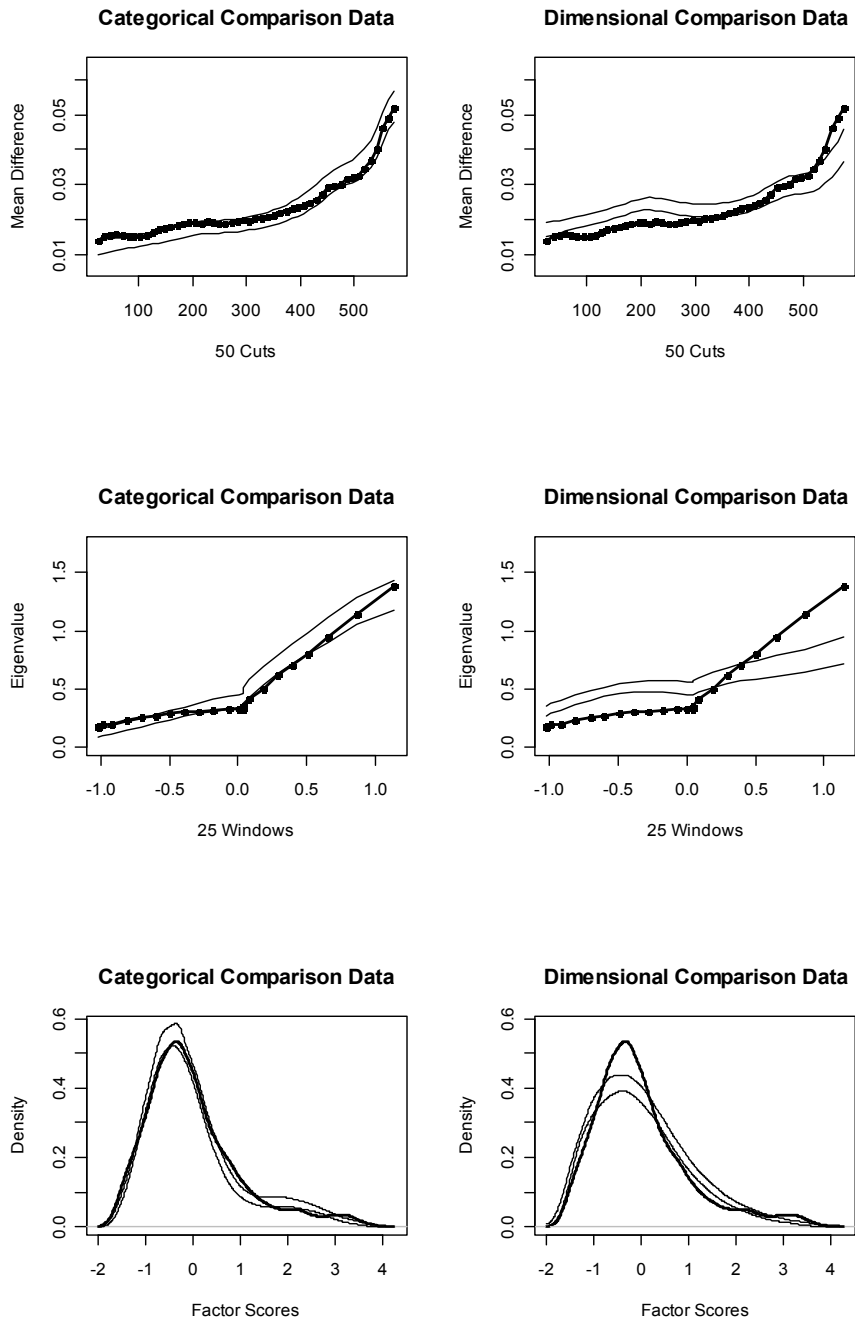 Categorical Comparison Data
Dimensional Comparison Data
Mean Difference
0.05
0.03
0.01
100 200 300 400 500
50 Cuts
Mean Difference
0.05
0.03
0.01
100 200 300 400 500
50 Cuts
Categorical Comparison Data
Dimensional Comparison Data
Eigenvalue
1.5
1.0
0.5
0.0
-1.0 -0.5 0.0 0.5 1.0
25 Windows
Eigenvalue
1.5
1.0
0.5
0.0
-1.0 -0.5 0.0 0.5 1.0
25 Windows
Categorical Comparison Data
Dimensional Comparison Data
Density
0.6
0.4
0.2
0.0
-2 -1 0 1 2 3 4
Factor Scores
Density
0.6
0.4
0.2
0.0
-2 -1 0 1 2 3 4
Factor Scores